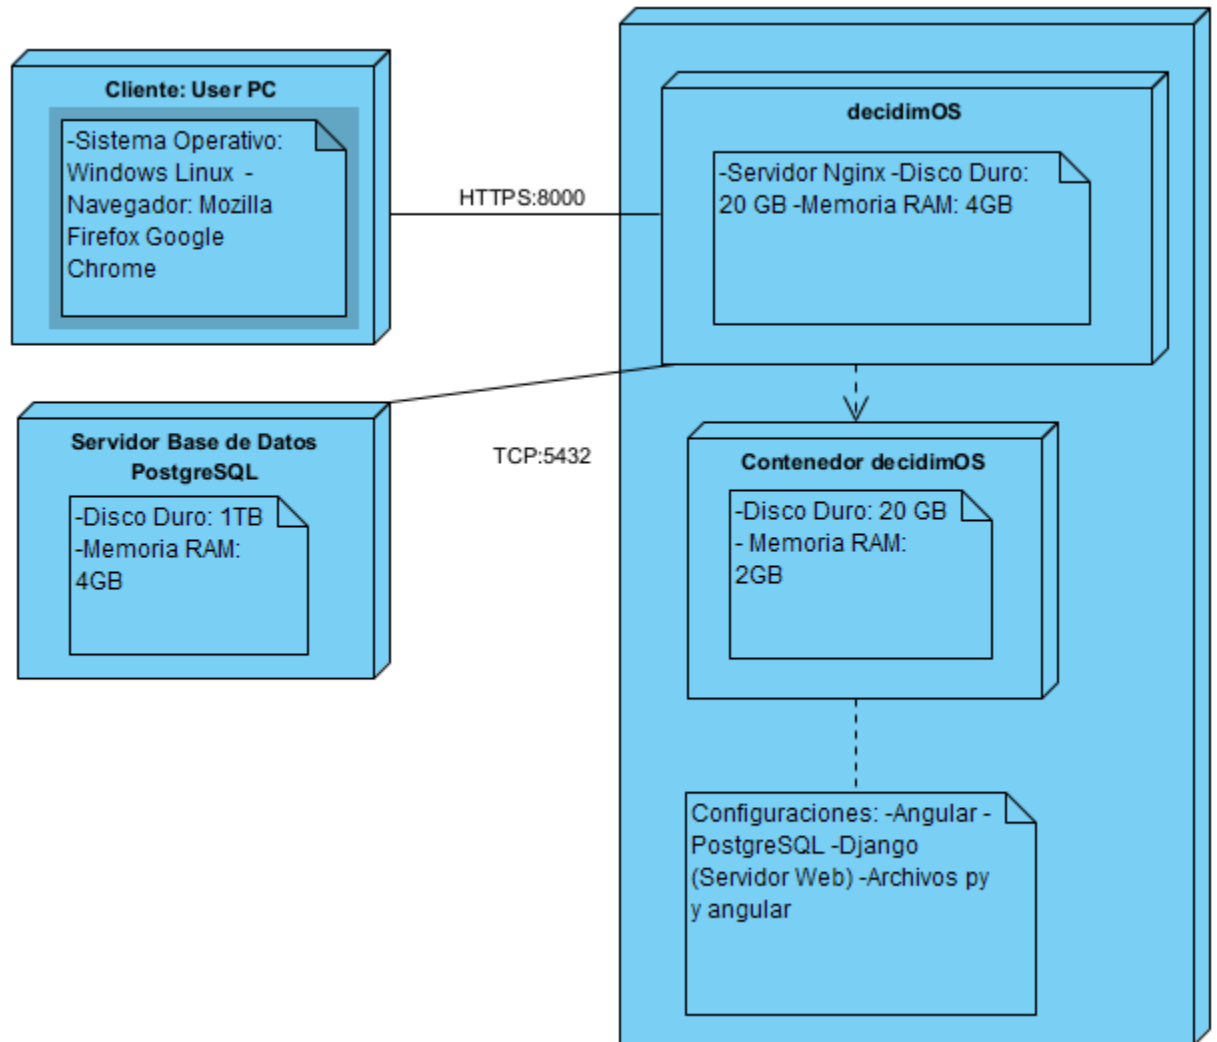 Cliente: User PC
-Sistema Operativo:
Windows Linux  -
Navegador: Mozilla
Firefox Google
Chrome
HTTPS:8000
decidimOS
-Servidor Nginx -Disco Duro:
20 GB -Memoria RAM: 4GB
Servidor Base de Datos
PostgreSQL
-Disco Duro: 1TB
-Memoria RAM:
4GB
TCP:5432
Contenedor decidimOS
-Disco Duro: 20 GB
- Memoria RAM:
2GB
Configuraciones: -Angular -
PostgreSQL -Django
(Servidor Web) -Archivos py
y angular